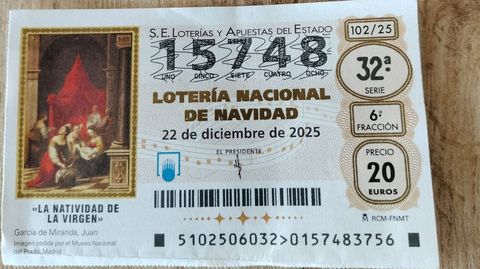 S.E. LOTERÍAS Y APUESTAS DEL ESTADO
15748
UNO CINCO SIETE CUATRO OCHO
LOTERÍA NACIONAL
DE NAVIDAD
22 de diciembre de 2025
EL PRESIDENTE,
102/25
32ª
SERIE
6ª
FRACCIÓN
PRECIO
20
EUROS
RCM-FNMT
«LA NATIVIDAD DE
LA VIRGEN»
García de Miranda, Juan
Imagen cedida por el Museo Nacional
del Prado. Madrid
5102506032>0157483756